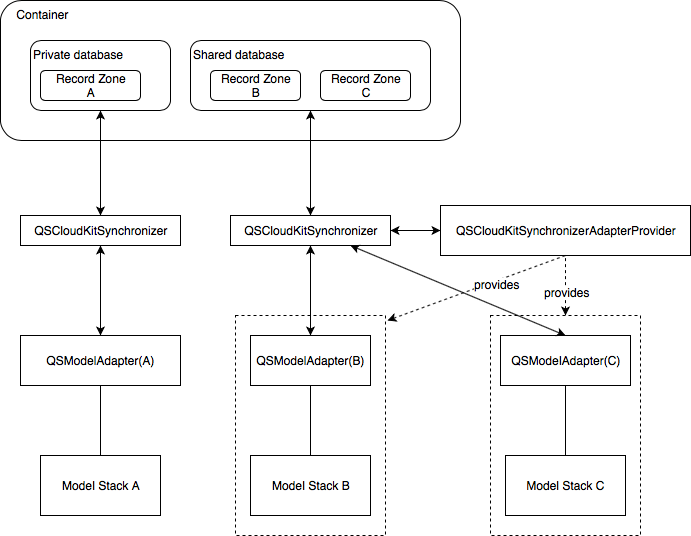 Container
Private database
Shared database
Record Zone
A
Record Zone
B
Record Zone
C
QSCloudKitSynchronizer
QSCloudKitSynchronizer
QSCloudKitSynchronizerAdapterProvider
provides
provides
QSModelAdapter(A)
QSModelAdapter(B)
QSModelAdapter(C)
Model Stack A
Model Stack B
Model Stack C